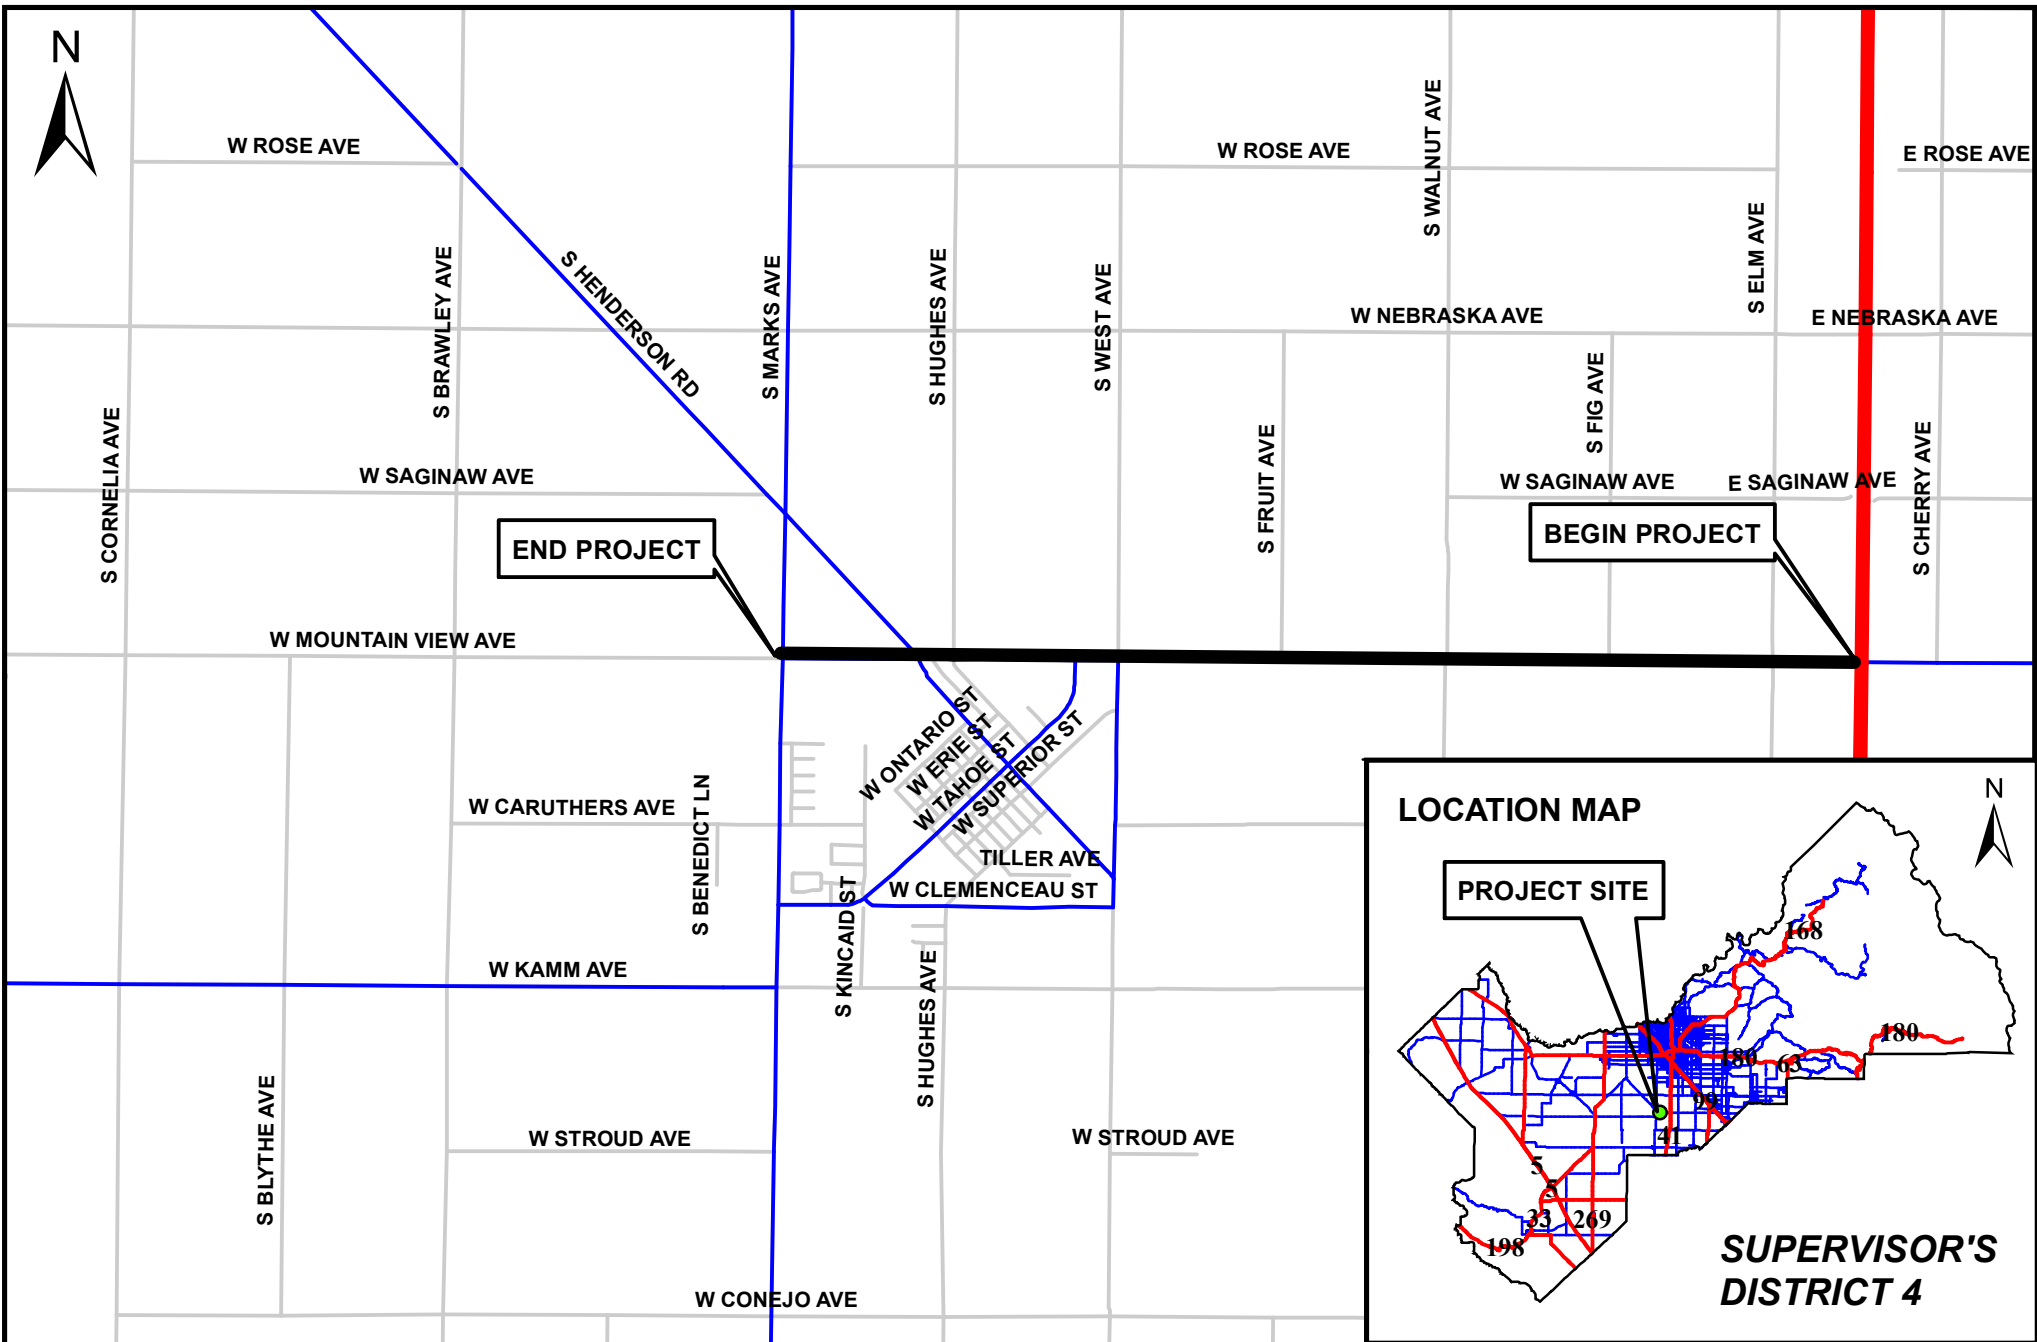 N
W ROSE AVE
W ROSE AVE
E ROSE AVE
S WALNUT AVE
S ELM AVE
S BRAWLEY AVE
S HENDERSON RD
S MARKS AVE
S HUGHES AVE
S WEST AVE
W NEBRASKA AVE
E NEBRASKA AVE
S CORNELIA AVE
S FRUIT AVE
S FIG AVE
S CHERRY AVE
W SAGINAW AVE
W SAGINAW AVE
E SAGINAW AVE
END PROJECT
BEGIN PROJECT
W MOUNTAIN VIEW AVE
W ONTARIO ST
W ERIE ST
W TAHOE ST
W SUPERIOR ST
W CARUTHERS AVE
S BENEDICT LN
TILLER AVE
W CLEMENCEAU ST
S KINCAID ST
W KAMM AVE
S HUGHES AVE
S BLYTHE AVE
W STROUD AVE
W STROUD AVE
W CONEJO AVE
LOCATION MAP
N
PROJECT SITE
168
180
180
63
99
41
5
5
33
269
198
SUPERVISOR'S
DISTRICT 4